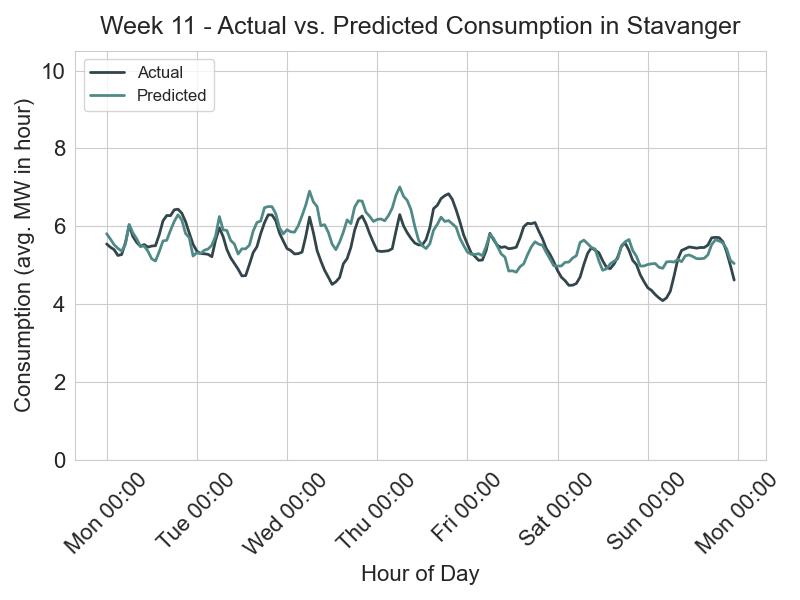 Week 11 - Actual vs. Predicted Consumption in Stavanger
Actual
Predicted
10
8
6
4
2
0
Consumption (avg. MW in hour)
Mon 00:00
Tue 00:00
Wed 00:00
Thu 00:00
Fri 00:00
Sat 00:00
Sun 00:00
Mon 00:00
Hour of Day